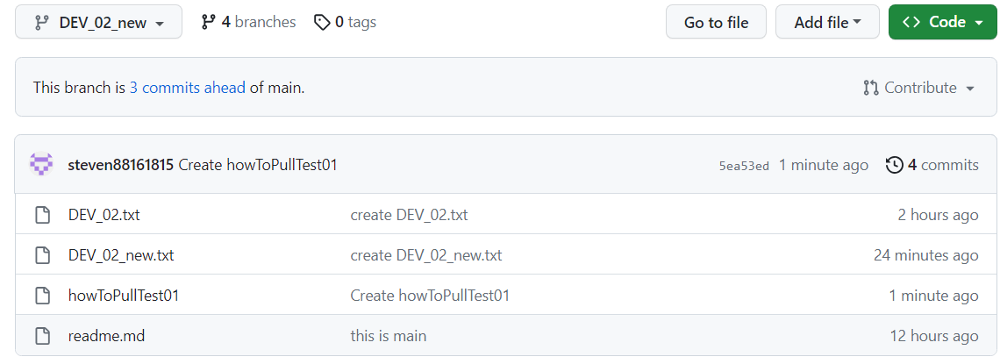 DEV_02_new 4 branches 0 tags Go to file Add file Code
This branch is 3 commits ahead of main. Contribute
steven88161815 Create howToPullTest01 5ea53ed 1 minute ago 4 commits
DEV_02.txt create DEV_02.txt 2 hours ago
DEV_02_new.txt create DEV_02_new.txt 24 minutes ago
howToPullTest01 Create howToPullTest01 1 minute ago
readme.md this is main 12 hours ago